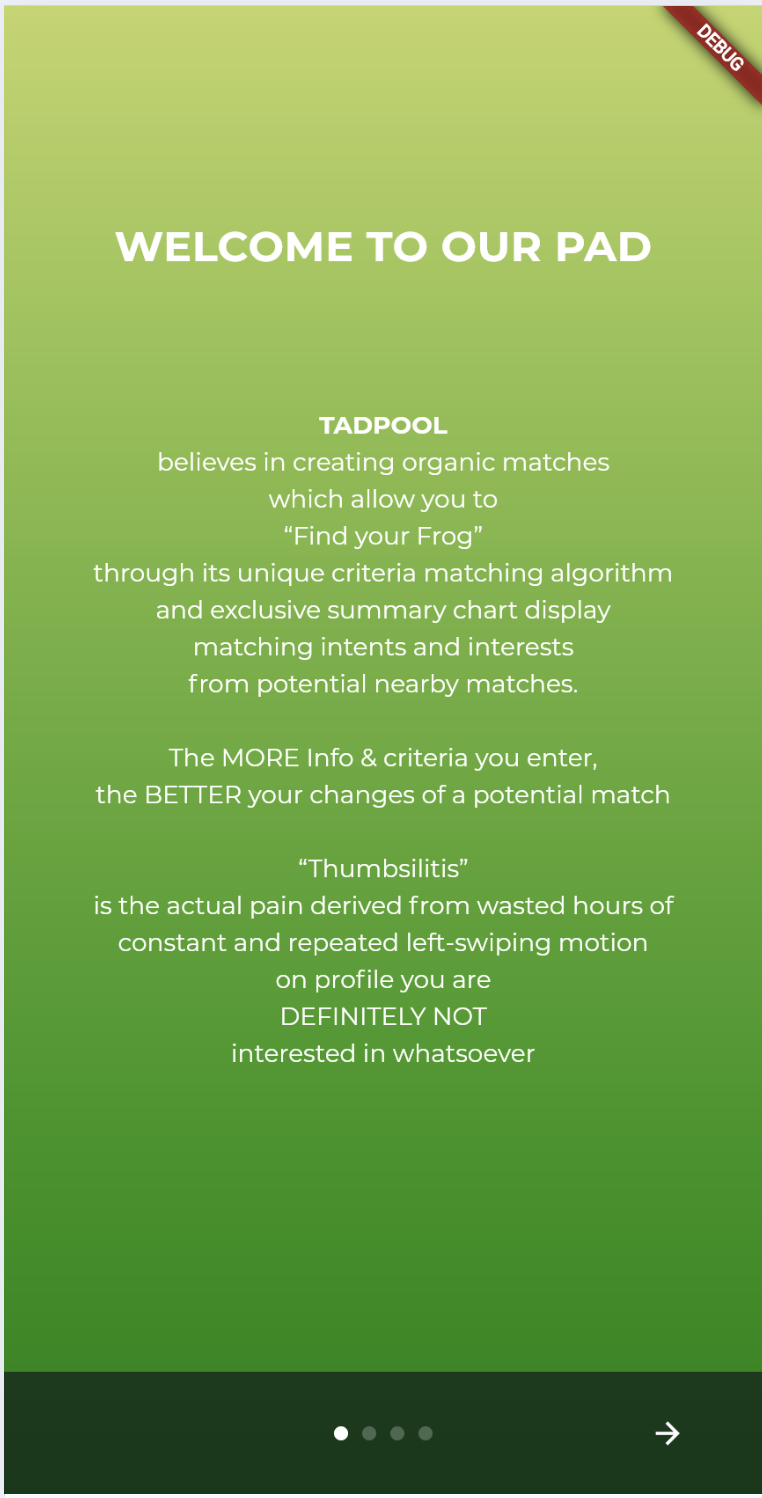 DEBUG
WELCOME TO OUR PAD
TADPOOL
believes in creating organic matches
which allow you to
“Find your Frog”
through its unique criteria matching algorithm
and exclusive summary chart display
matching intents and interests
from potential nearby matches.
The MORE Info & criteria you enter,
the BETTER your changes of a potential match
“Thumbsilitis”
is the actual pain derived from wasted hours of
constant and repeated left-swiping motion
on profile you are
DEFINITELY NOT
interested in whatsoever